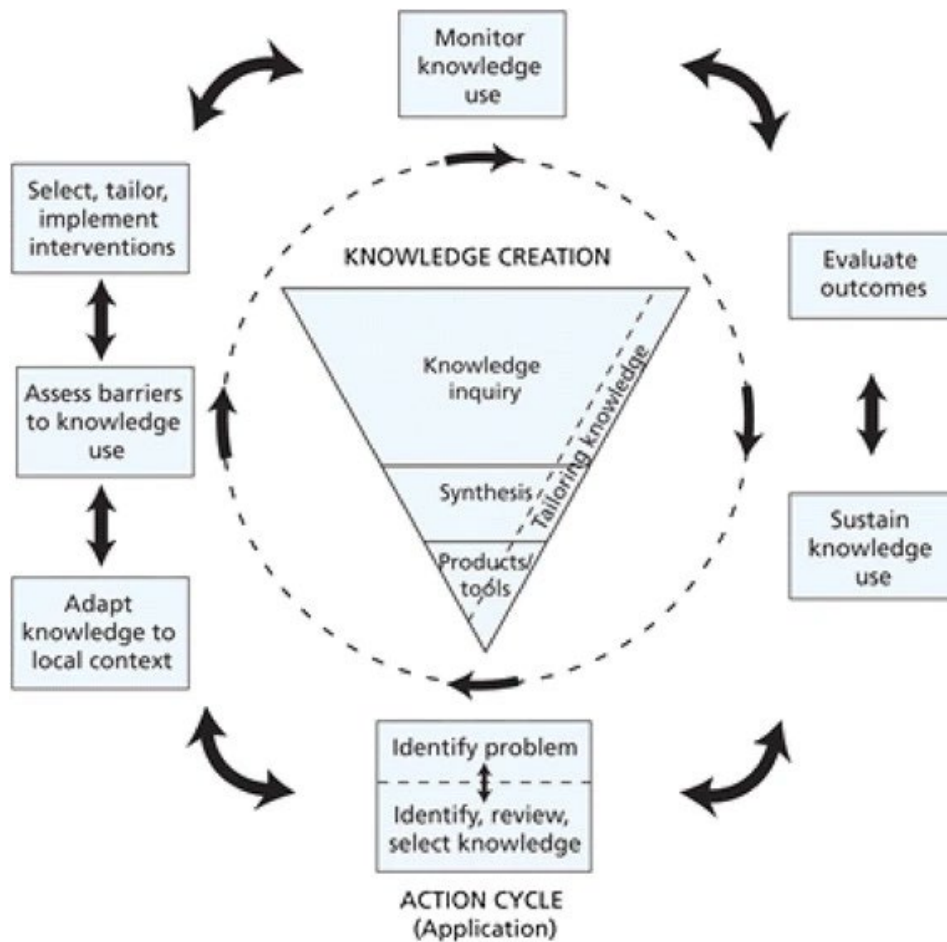 Monitor
knowledge
use
Select, tailor,
implement
interventions
KNOWLEDGE CREATION
Evaluate
outcomes
Knowledge
inquiry
Tailoring knowledge
Assess barriers
to knowledge
use
Synthesis
Products/
tools
Sustain
knowledge
use
Adapt
knowledge to
local context
Identify problem
Identify, review,
select knowledge
ACTION CYCLE
(Application)